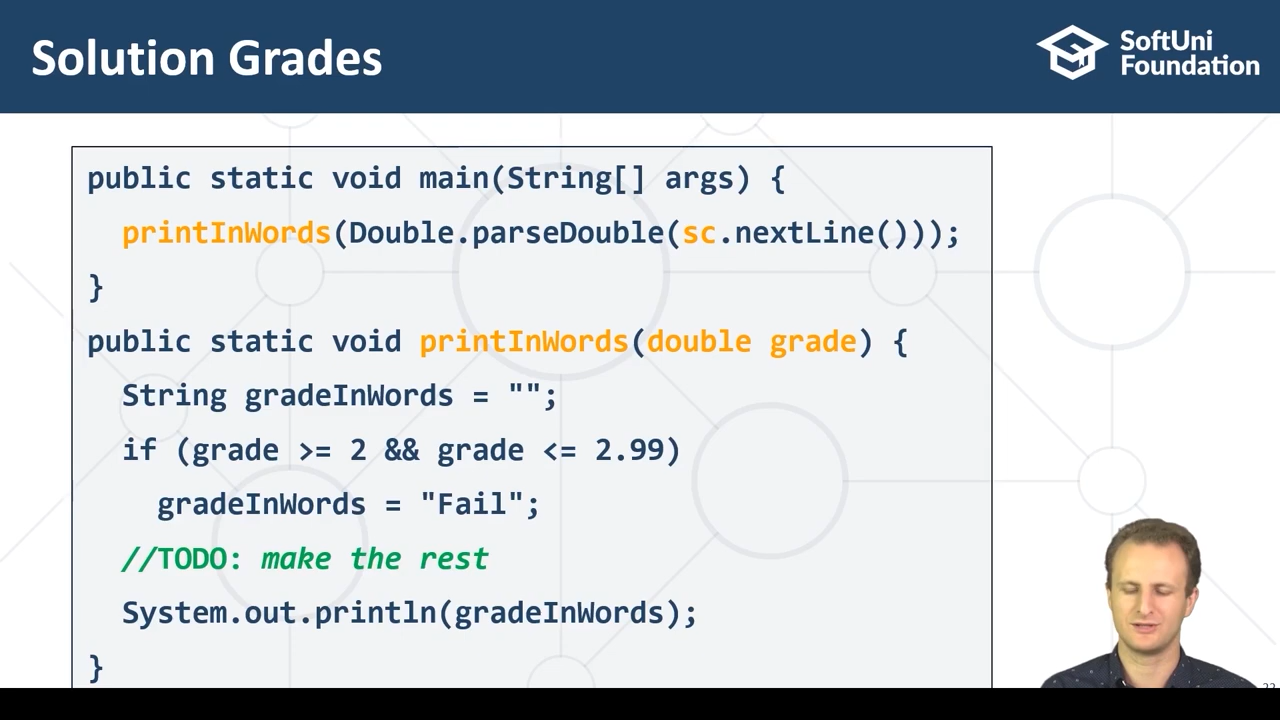 Solution Grades
SoftUni
Foundation
public static void main(String[] args) {
printInWords(Double.parseDouble(sc.nextLine()));
}
public static void printInWords(double grade) {
String gradeInWords = "";
if (grade >= 2 && grade <= 2.99)
gradeInWords = "Fail";
//TODO: make the rest
System.out.println(gradeInWords);
}